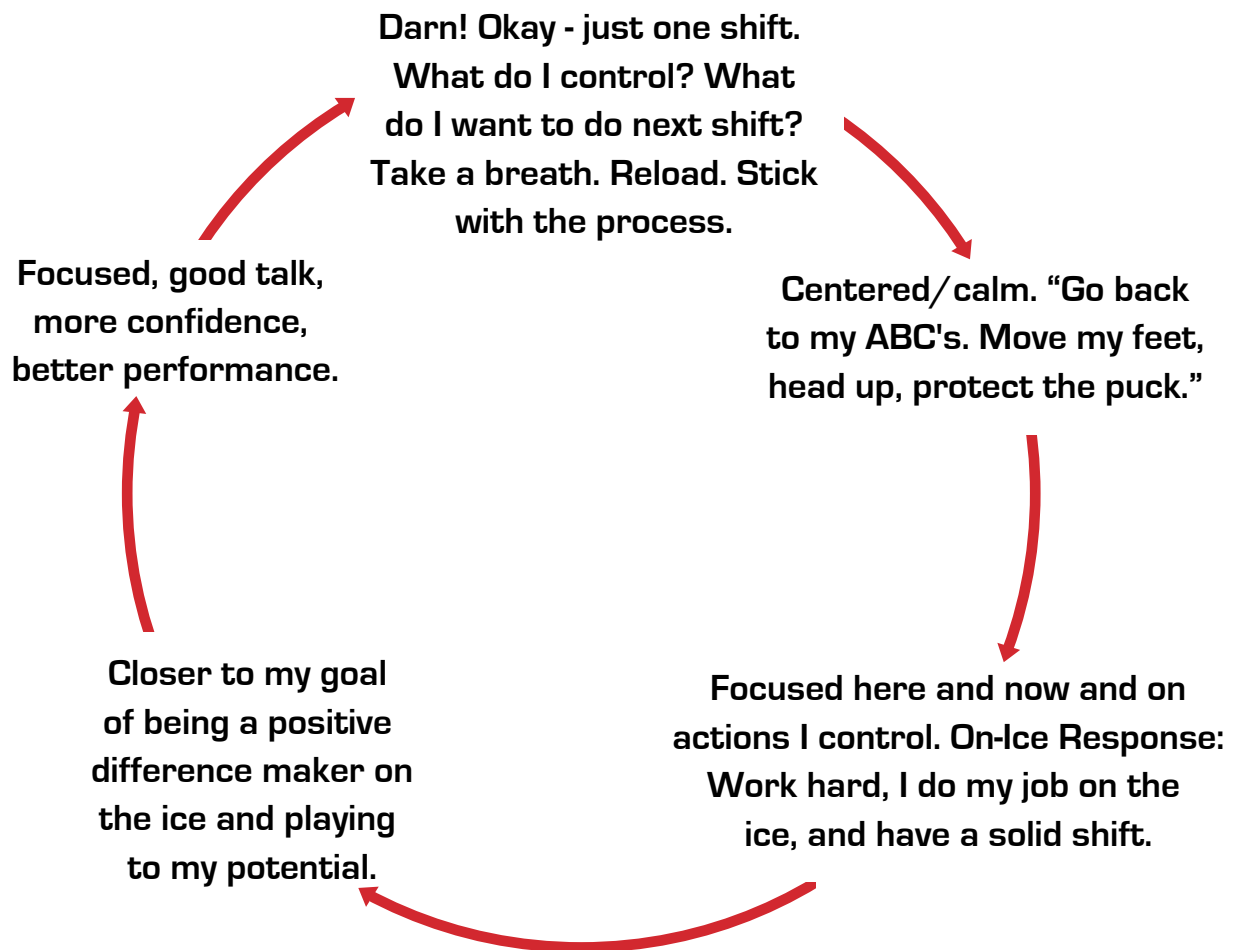 Darn! Okay - just one shift.
What do I control? What
do I want to do next shift?
Take a breath. Reload. Stick
with the process.
Centered/calm. “Go back
to my ABC's. Move my feet,
head up, protect the puck.”
Focused here and now and on
actions I control. On-Ice Response:
Work hard, I do my job on the
ice, and have a solid shift.
Closer to my goal
of being a positive
difference maker on
the ice and playing
to my potential.
Focused, good talk,
more confidence,
better performance.